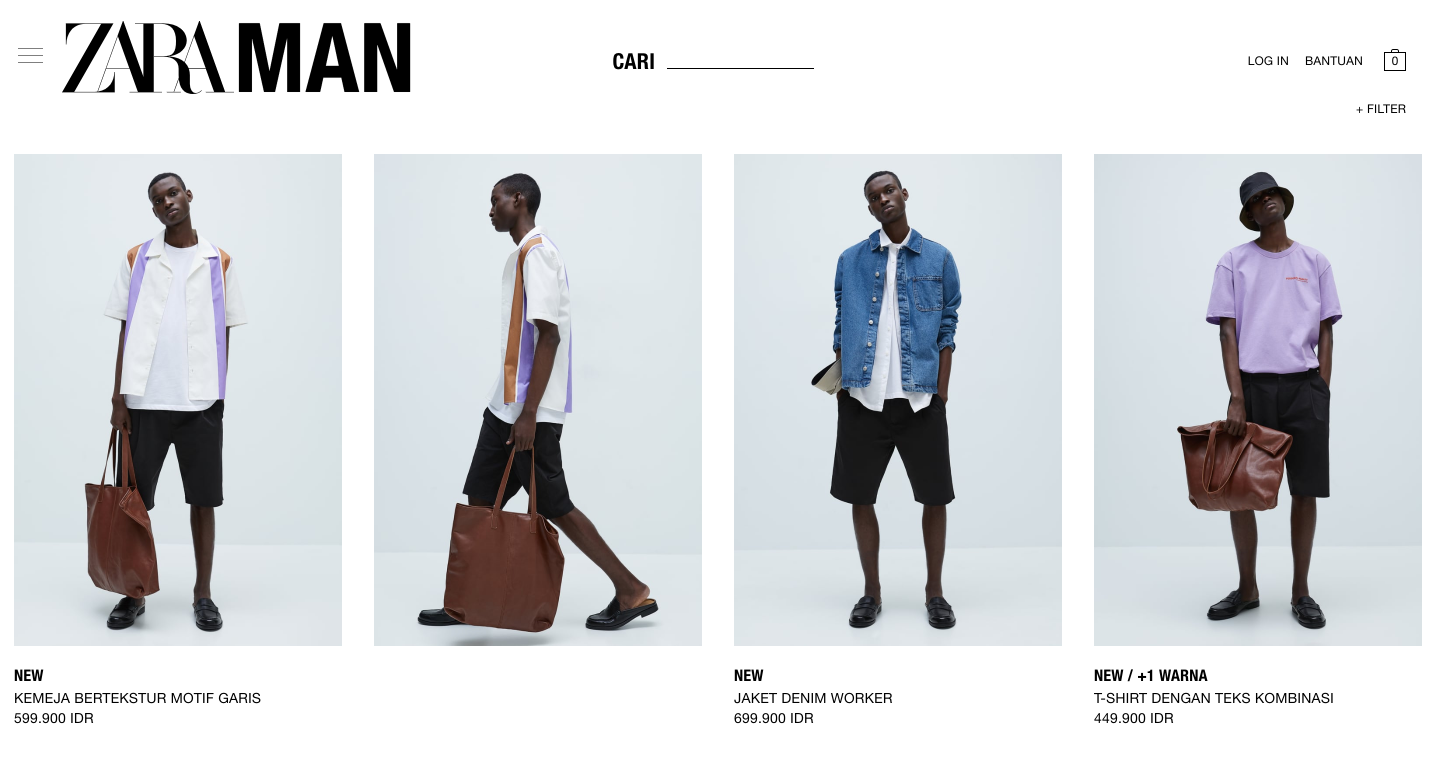 ZARA MAN
CARI
LOG IN
BANTUAN
0
+ FILTER
NEW
KEMEJA BERTEKSTUR MOTIF GARIS
599.900 IDR
NEW
JAKET DENIM WORKER
699.900 IDR
NEW / +1 WARNA
T-SHIRT DENGAN TEKS KOMBINASI
449.900 IDR